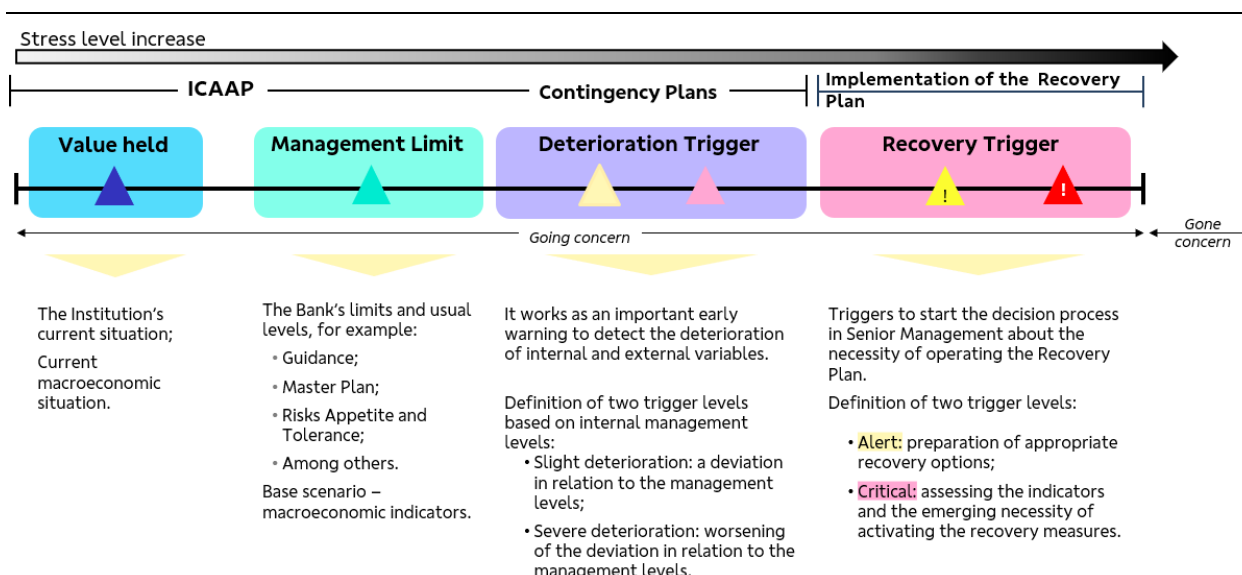 Stress level increase
ICAAP
Contingency Plans
Implementation of the Recovery
Plan
Value held
Management Limit
Deterioration Trigger
Recovery Trigger
!
!
Going concern
Gone
concern
The Institution's
current situation;
Current
macroeconomic
situation.
The Bank's limits and usual
levels, for example:
• Guidance;
• Master Plan;
• Risks Appetite and
Tolerance;
• Among others.
Base scenario –
macroeconomic indicators.
It works as an important early
warning to detect the deterioration
of internal and external variables.
Definition of two trigger levels
based on internal management
levels:
• Slight deterioration: a deviation
in relation to the management
levels;
• Severe deterioration: worsening
of the deviation in relation to the
management levels.
Triggers to start the decision process
in Senior Management about the
necessity of operating the Recovery
Plan.
Definition of two trigger levels:
• Alert: preparation of appropriate
recovery options;
• Critical: assessing the indicators
and the emerging necessity of
activating the recovery measures.